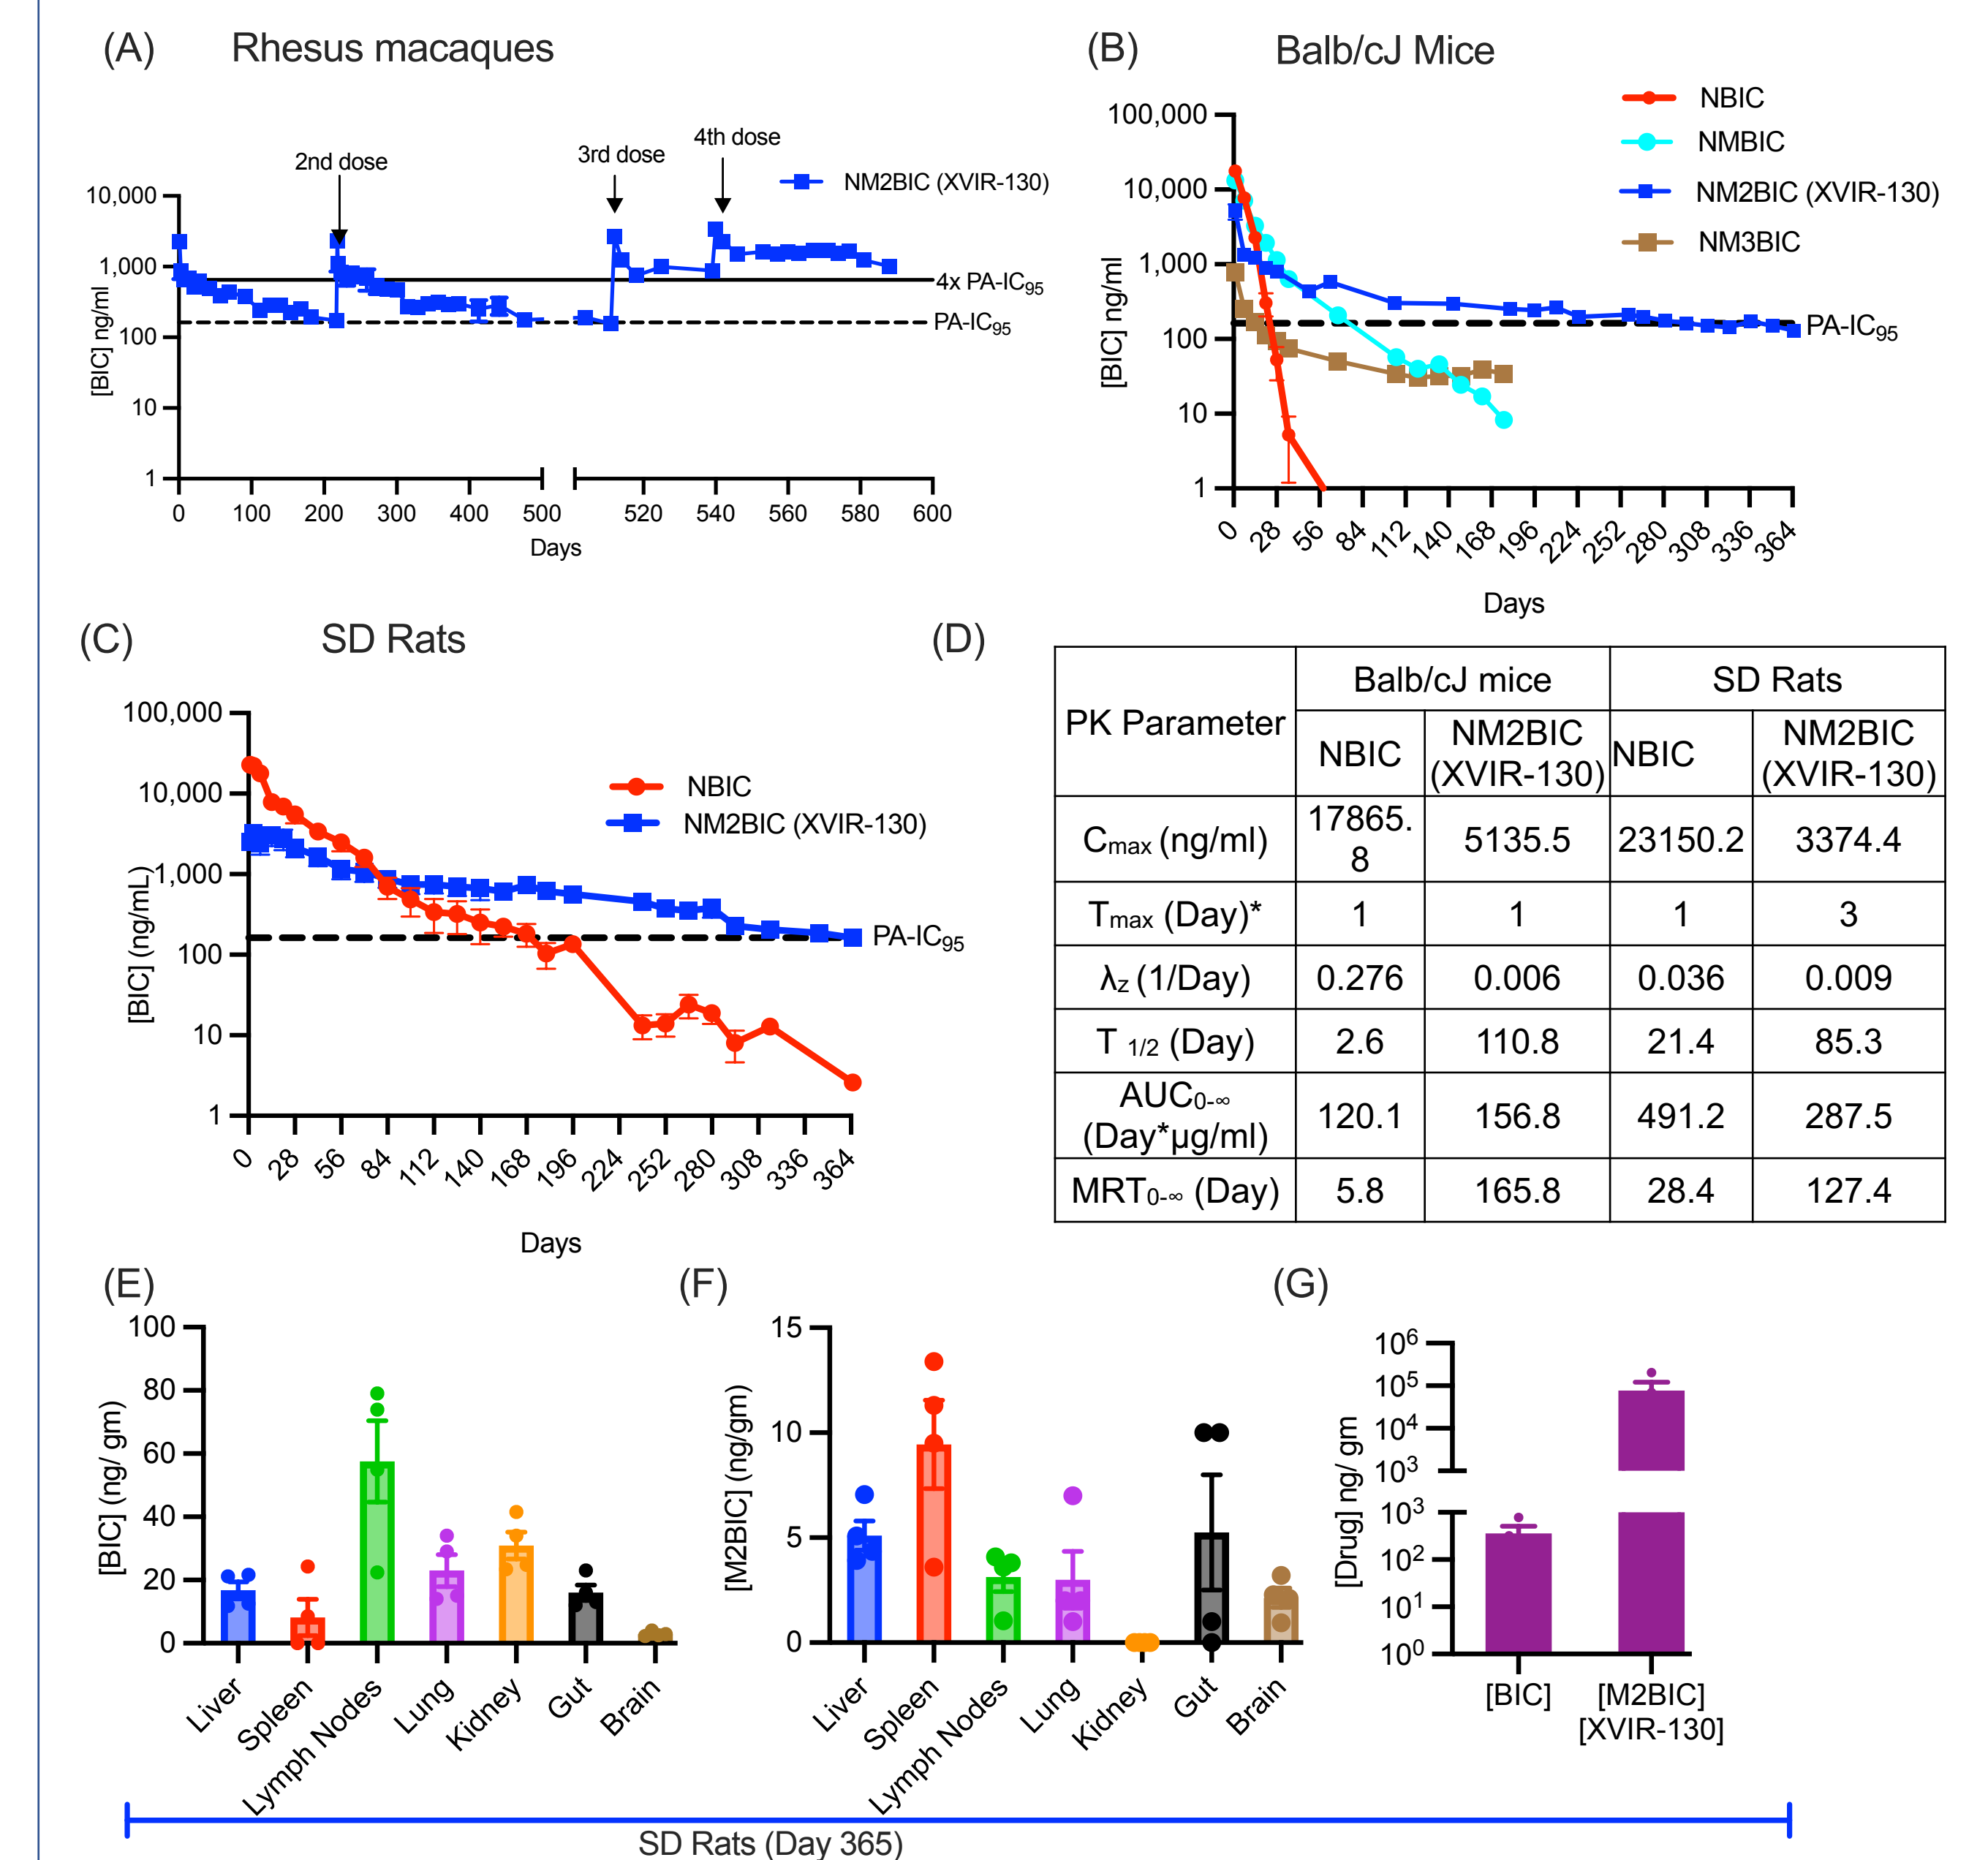 (A) Rhesus macaques
2nd dose
3rd dose
4th dose
NM2BIC (XVIR-130)
10,000
1,000
100
10
1
[BIC] ng/ml
4x PA-IC95
PA-IC95
0 100 200 300 400 500 520 540 560 580 600
Days
(B) Balb/cJ Mice
NBIC
NMBIC
NM2BIC (XVIR-130)
NM3BIC
100,000
10,000
1,000
100
10
1
[BIC] ng/ml
PA-IC95
0 28 56 84 112 140 168 196 224 252 280 308 336 364
Days
(C) SD Rats
NBIC
NM2BIC (XVIR-130)
100,000
10,000
1,000
100
10
1
[BIC] (ng/mL)
PA-IC95
0 28 56 84 112 140 168 196 224 252 280 308 336 364
Days
(D)
PK Parameter Balb/cJ mice SD Rats
NBIC NM2BIC (XVIR-130) NBIC NM2BIC (XVIR-130)
Cmax (ng/ml) 17865.8 5135.5 23150.2 3374.4
Tmax (Day)* 1 1 1 3
λz (1/Day) 0.276 0.006 0.036 0.009
T 1/2 (Day) 2.6 110.8 21.4 85.3
AUC0-∞ (Day*µg/ml) 120.1 156.8 491.2 287.5
MRT0-∞ (Day) 5.8 165.8 28.4 127.4
(E)
100
80
60
40
20
0
[BIC] (ng/ gm)
Liver Spleen Lymph Nodes Lung Kidney Gut Brain
(F)
15
10
5
0
[M2BIC] (ng/gm)
Liver Spleen Lymph Nodes Lung Kidney Gut Brain
(G)
10^6
10^5
10^4
10^3
10^3
10^2
10^1
10^0
[Drug] ng/ gm
[BIC] [M2BIC]
[XVIR-130]
SD Rats (Day 365)